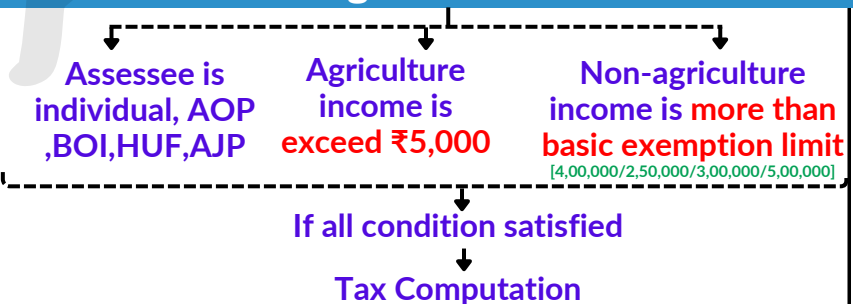 Assessee is
individual, AOP
,BOI,HUF,AJP
Agriculture
income is
exceed ₹5,000
Non-agriculture
income is more than
basic exemption limit
[4,00,000/2,50,000/3,00,000/5,00,000]
If all condition satisfied
Tax Computation